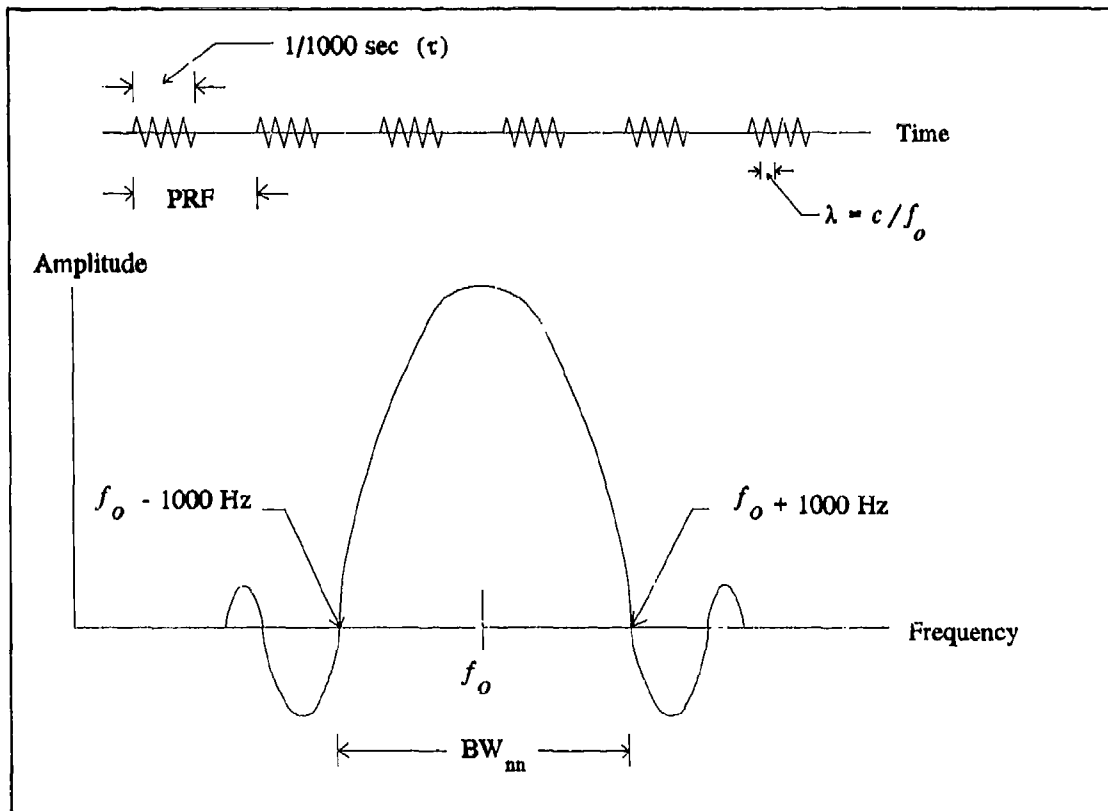 1/1000 sec (τ)
Time
PRF
λ = c/f_o
Amplitude
f_o - 1000 Hz
f_o + 1000 Hz
Frequency
f_o
BW_nn